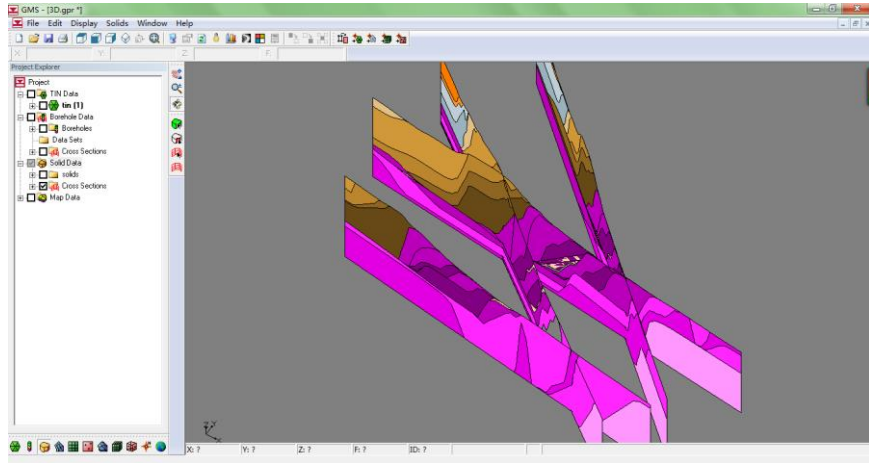 GMS - [3D.gpr *]
File Edit Display Solids Window Help
X: Y: Z: F:
Project Explorer
Project
TIN Data
tin (1)
Borehole Data
Boreholes
Data Sets
Cross Sections
Solid Data
solids
Cross Sections
Map Data
Z Y
X
X: ? Y: ? Z: ? F: ? ID: ?